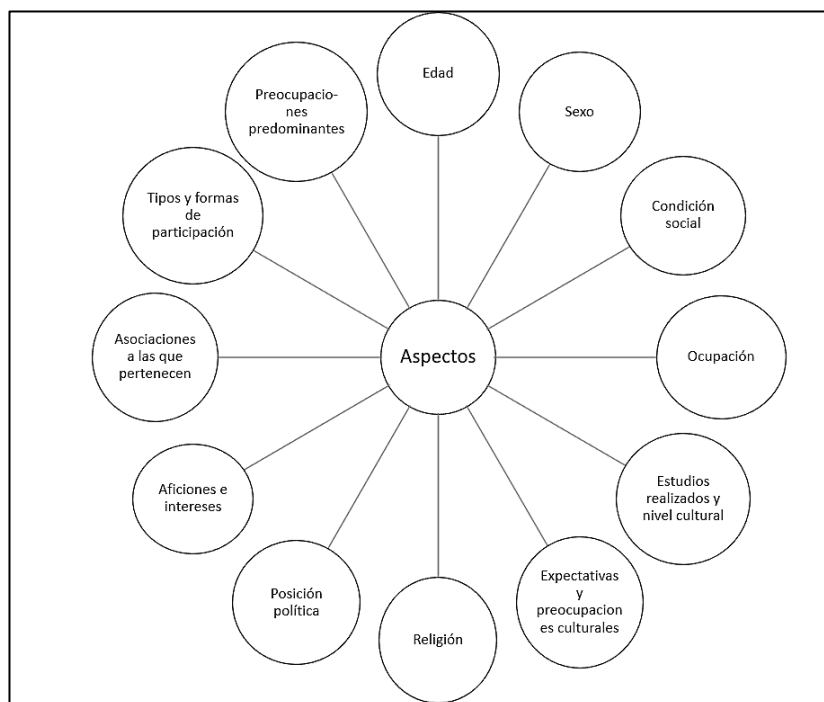 Edad
Sexo
Condición
social
Ocupación
Estudios
realizados y
nivel cultural
Expectativas
y
preocupacion
es culturales
Religión
Posición
política
Aficiones e
intereses
Asociaciones
a las que
pertenecen
Tipos y formas
de
participación
Preocupacio-
nes
predominantes
Aspectos